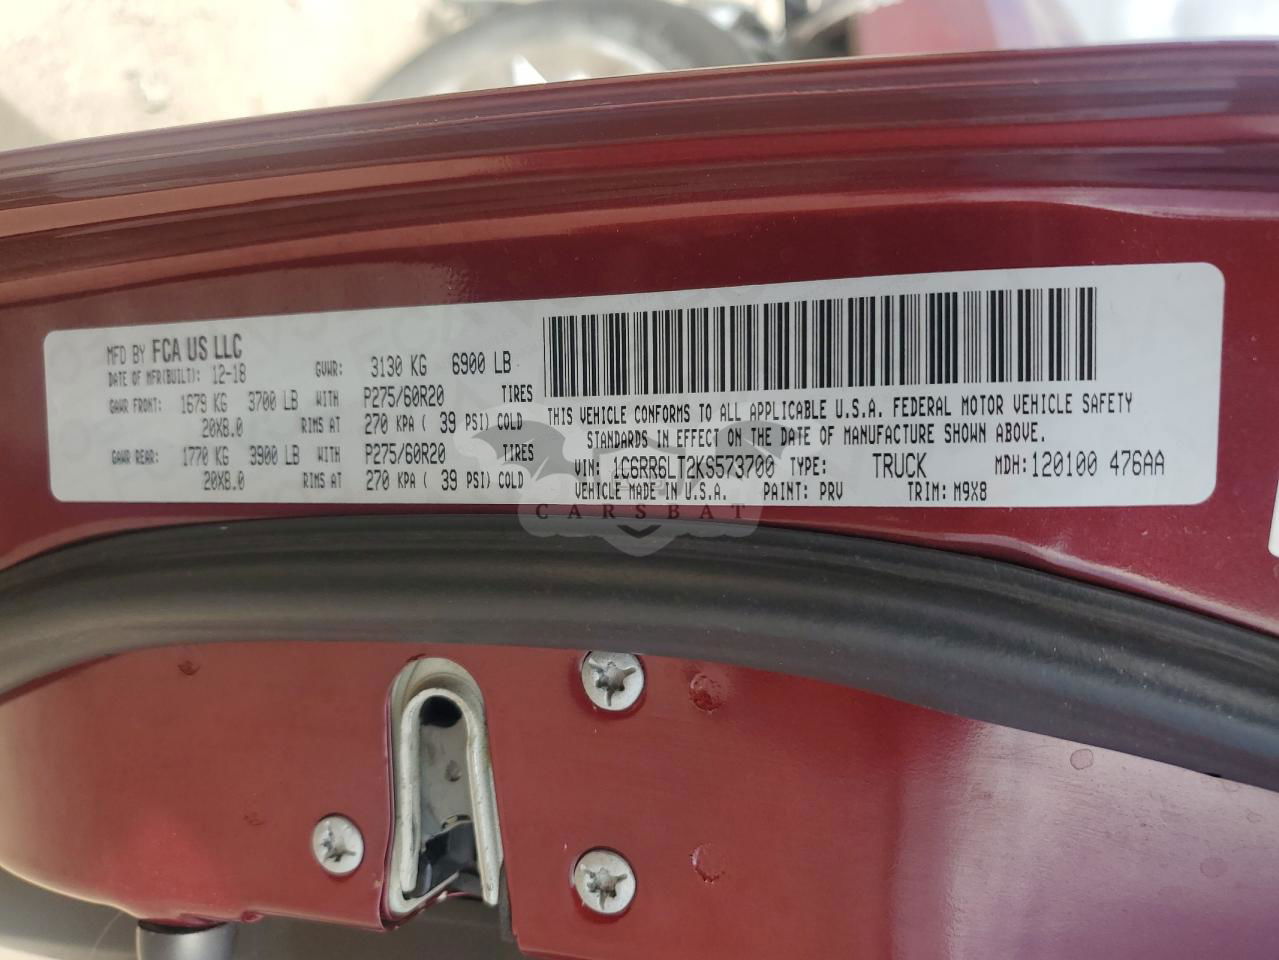 MFD BY FCA US LLC
DATE OF MFR(BUILT): 12-18 GVWR: 3130 KG 6900 LB
GAWR FRONT: 1679 KG 3700 LB WITH P275/60R20 TIRES
20X8.0 RIMS AT 270 KPA ( 39 PSI) COLD
GAWR REAR: 1770 KG 3900 LB WITH P275/60R20 TIRES
20X8.0 RIMS AT 270 KPA ( 39 PSI) COLD
THIS VEHICLE CONFORMS TO ALL APPLICABLE U.S.A. FEDERAL MOTOR VEHICLE SAFETY
STANDARDS IN EFFECT ON THE DATE OF MANUFACTURE SHOWN ABOVE.
VIN: 1C6RR6LT2KS573700 TYPE: TRUCK MDH: 120100 476AA
VEHICLE MADE IN U.S.A. PAINT: PRV TRIM: M9X8
CARSBAT